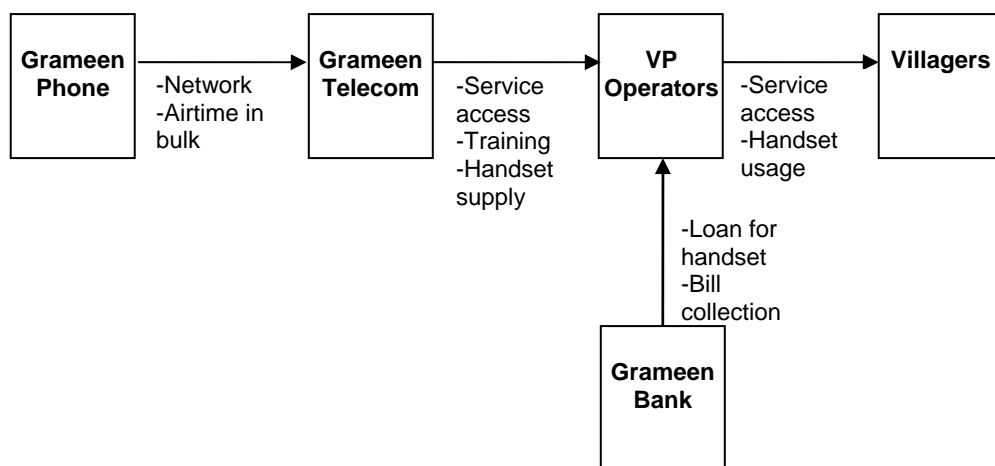 Grameen
Phone
-Network
-Airtime in
bulk
Grameen
Telecom
-Service
access
-Training
-Handset
supply
VP
Operators
-Service
access
-Handset
usage
Villagers
-Loan for
handset
-Bill
collection
Grameen
Bank